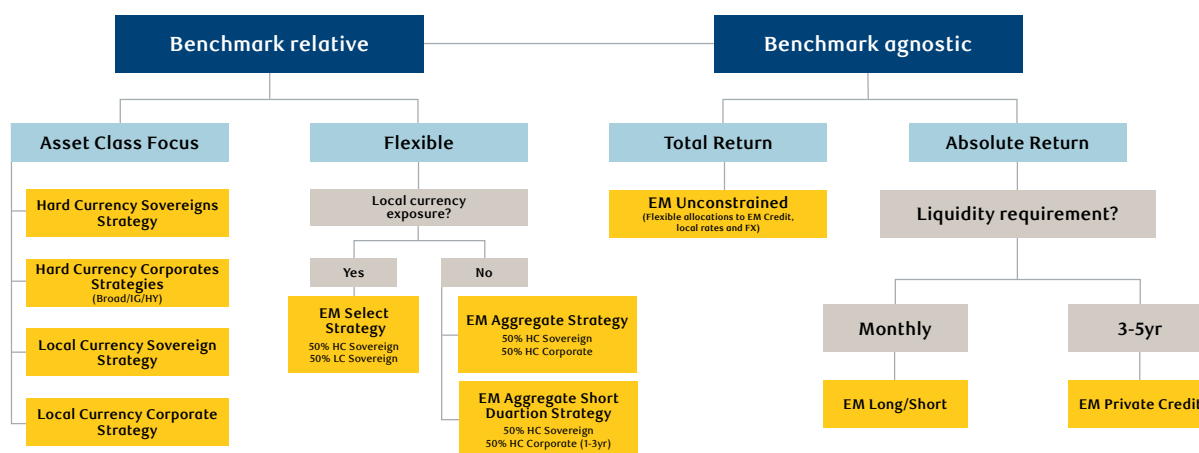 Benchmark relative
Benchmark agnostic
Asset Class Focus
Flexible
Total Return
Absolute Return
Hard Currency Sovereigns
Strategy
Hard Currency Corporates
Strategies
(Broad/IG/HY)
Local Currency Sovereign
Strategy
Local Currency Corporate
Strategy
Local currency
exposure?
Yes
No
EM Select
Strategy
50% HC Sovereign
50% LC Sovereign
EM Aggregate Strategy
50% HC Sovereign
50% HC Corporate
EM Aggregate Short
Duartion Strategy
50% HC Sovereign
50% HC Corporate (1-3yr)
EM Unconstrained
(Flexible allocations to EM Credit,
local rates and FX)
Liquidity requirement?
Monthly
3-5yr
EM Long/Short
EM Private Credit